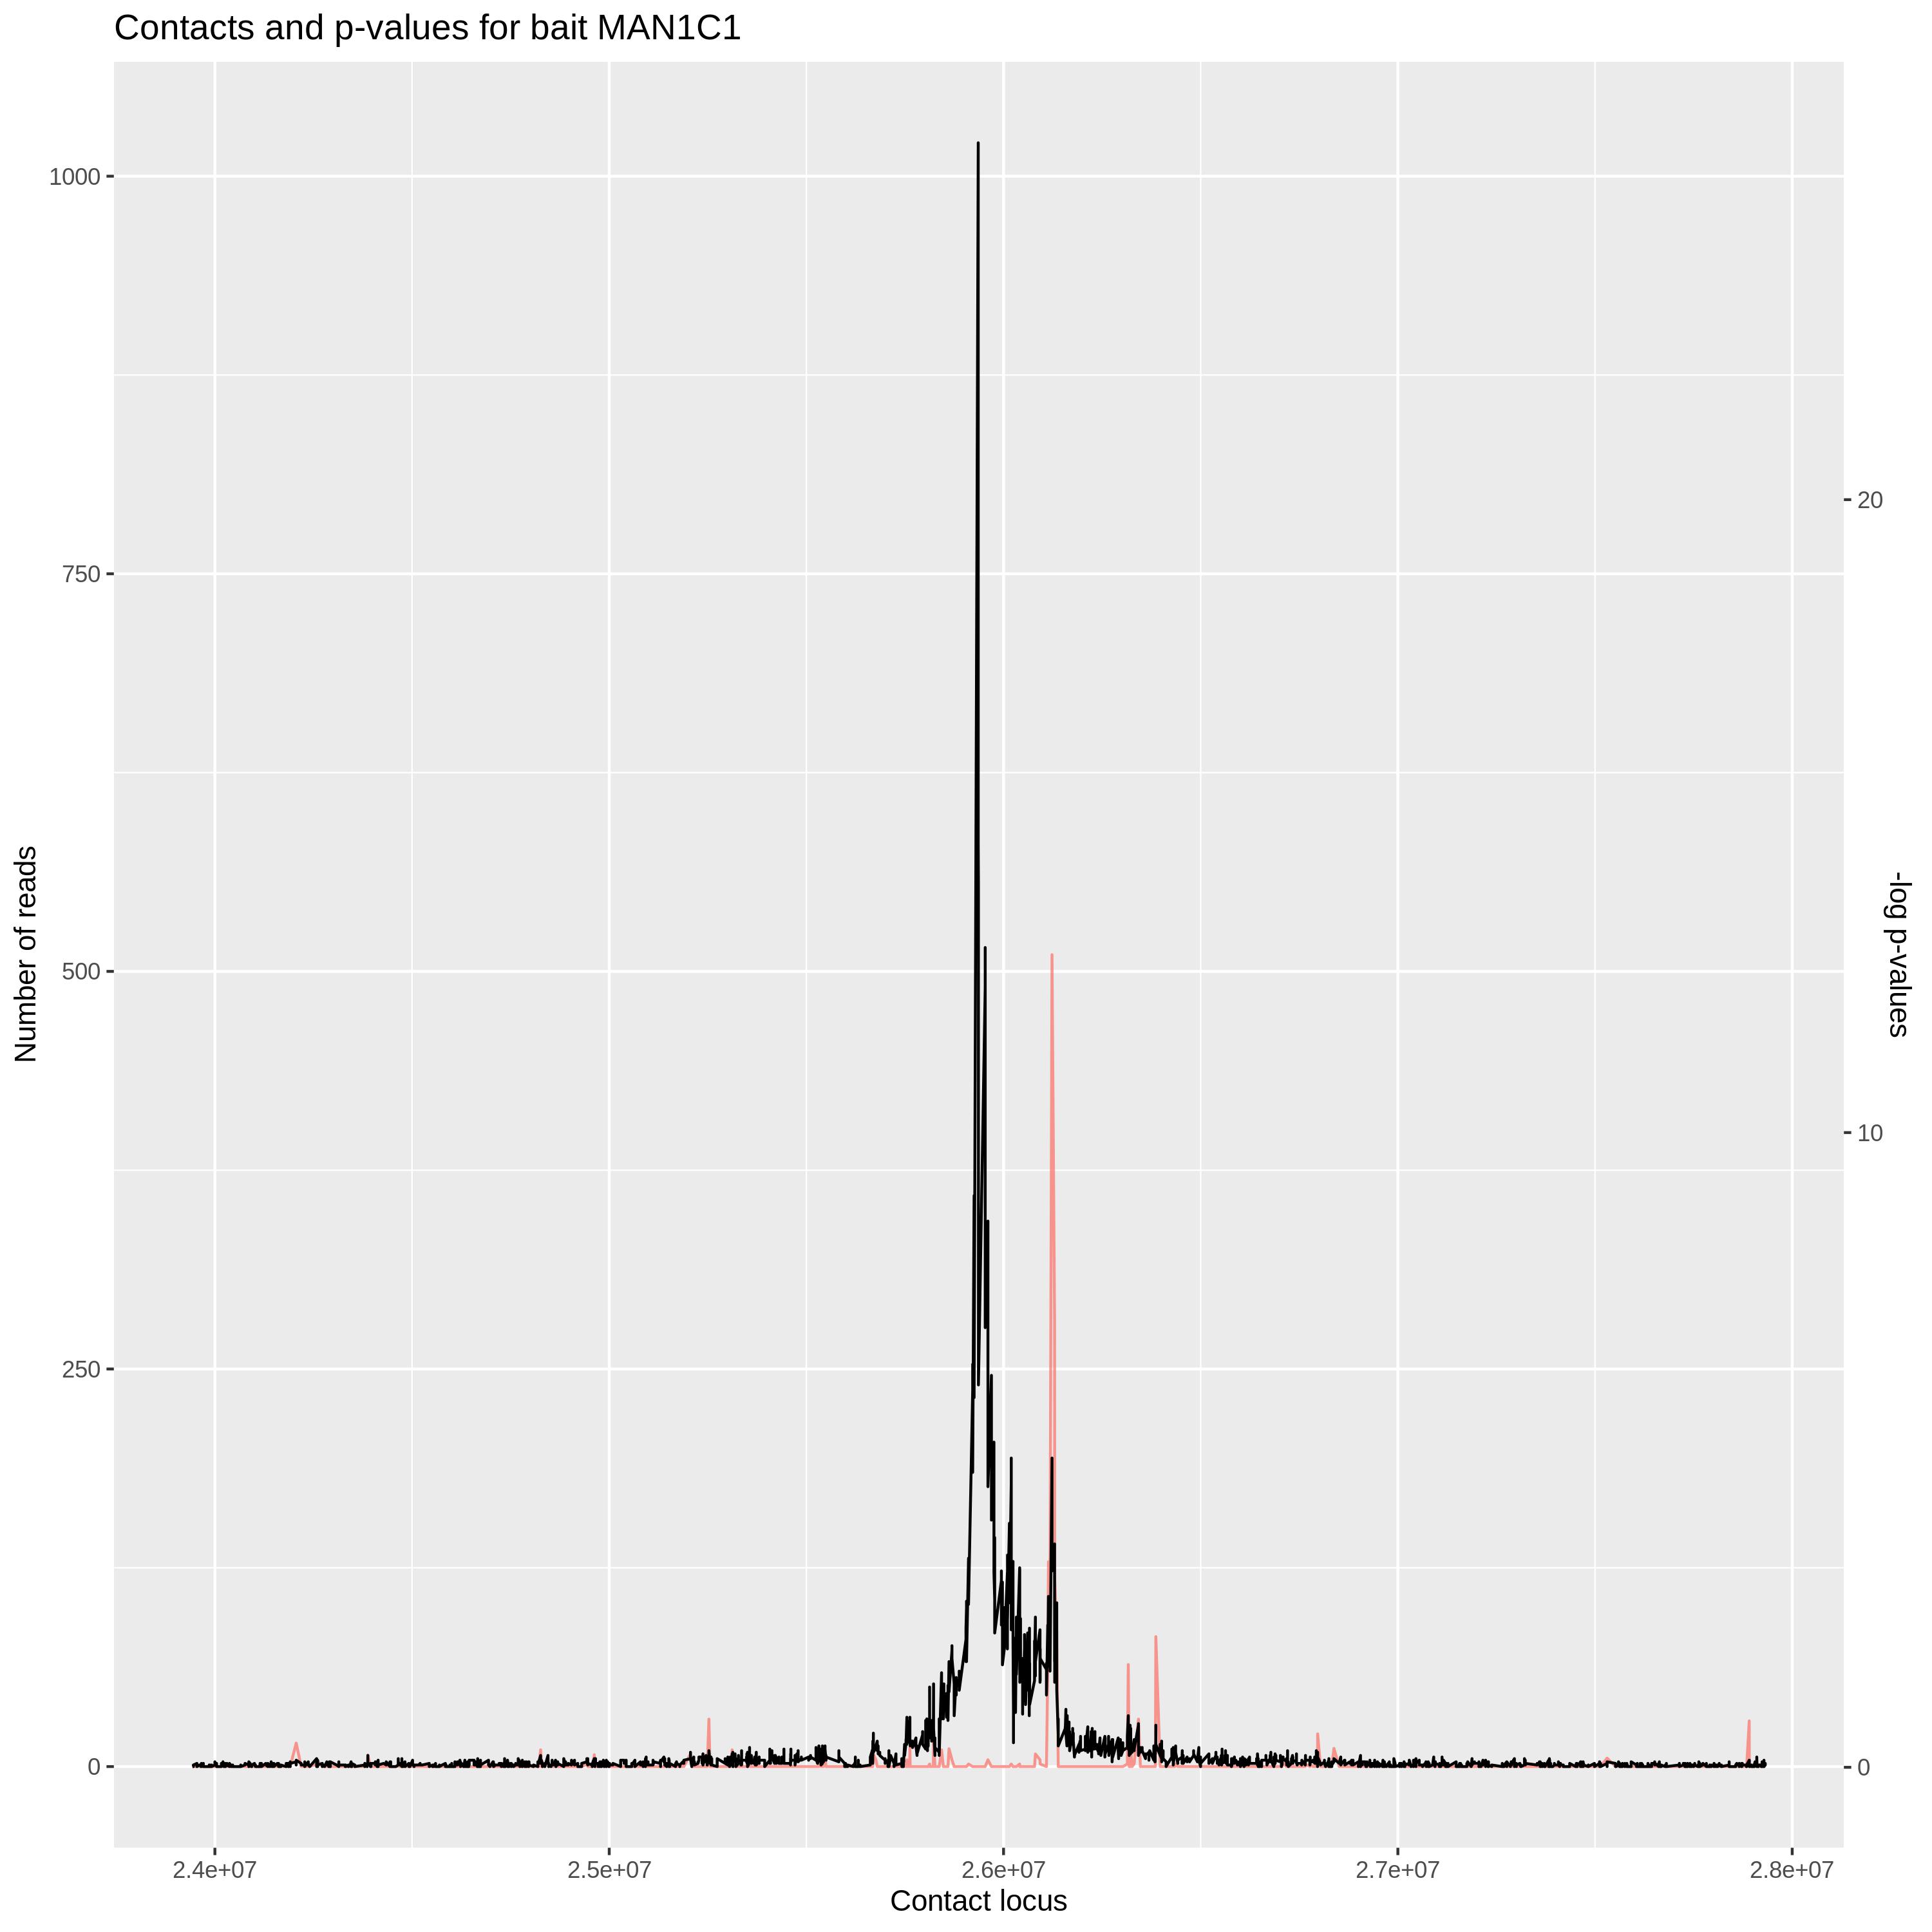 Contacts and p-values for bait MAN1C1
1000
750
500
250
0
Number of reads
20
10
0
-log p-values
2.4e+07
2.5e+07
2.6e+07
2.7e+07
2.8e+07
Contact locus